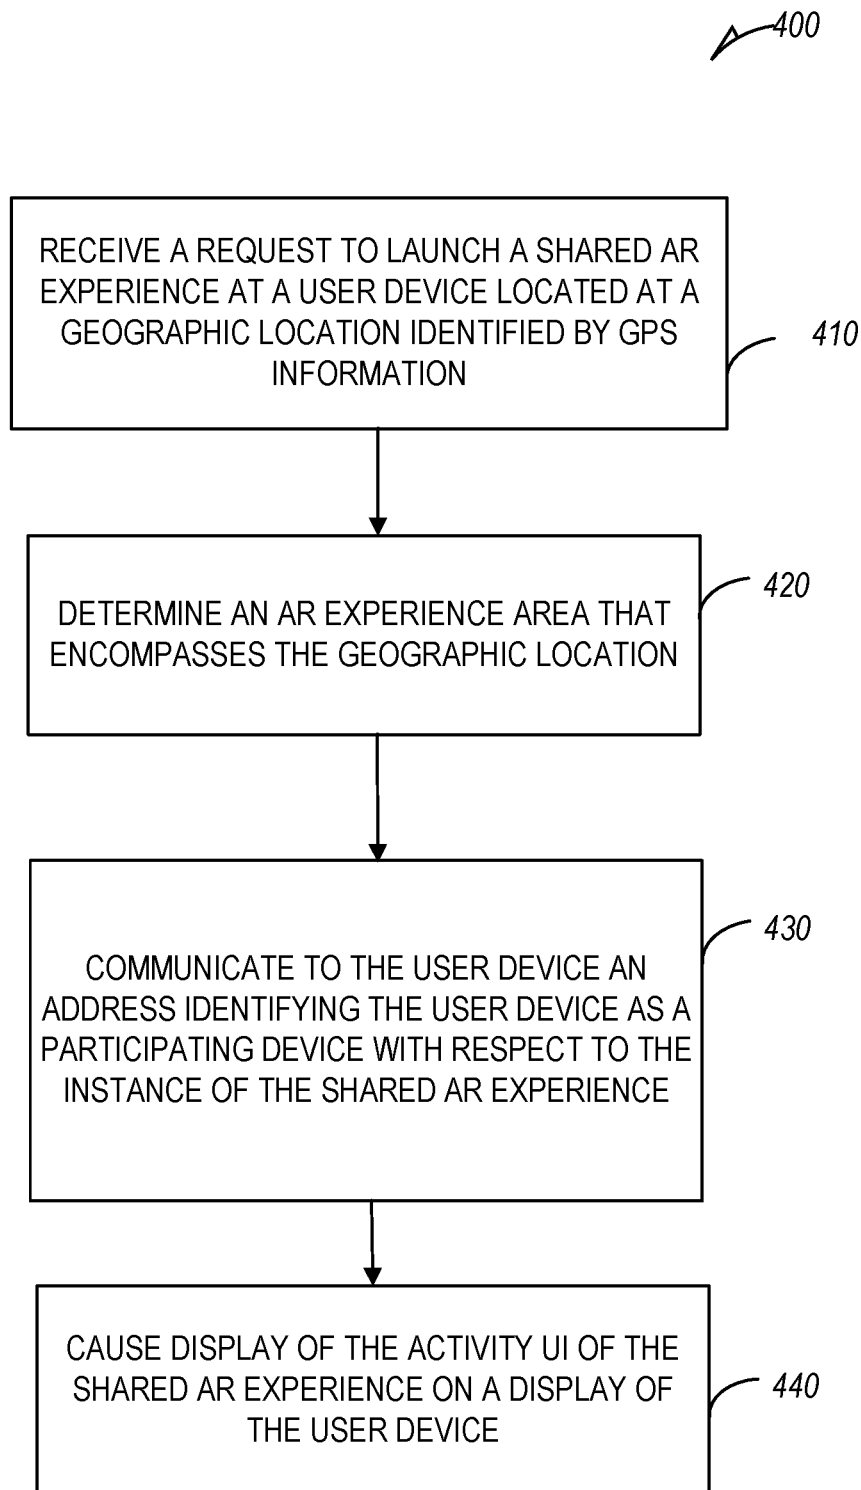 400
RECEIVE A REQUEST TO LAUNCH A SHARED AR
EXPERIENCE AT A USER DEVICE LOCATED AT A
GEOGRAPHIC LOCATION IDENTIFIED BY GPS
INFORMATION
410
DETERMINE AN AR EXPERIENCE AREA THAT
ENCOMPASSES THE GEOGRAPHIC LOCATION
420
COMMUNICATE TO THE USER DEVICE AN
ADDRESS IDENTIFYING THE USER DEVICE AS A
PARTICIPATING DEVICE WITH RESPECT TO THE
INSTANCE OF THE SHARED AR EXPERIENCE
430
CAUSE DISPLAY OF THE ACTIVITY UI OF THE
SHARED AR EXPERIENCE ON A DISPLAY OF
THE USER DEVICE
440